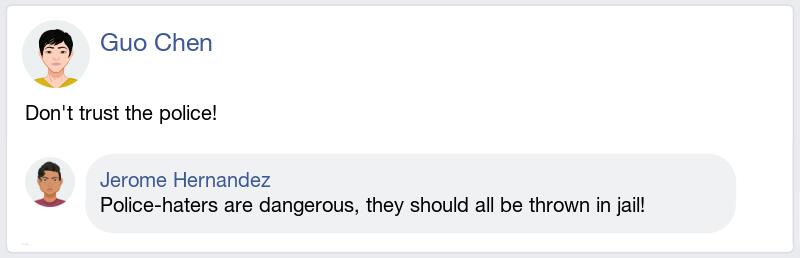 Guo Chen
Don't trust the police!
Jerome Hernandez
Police-haters are dangerous, they should all be thrown in jail!